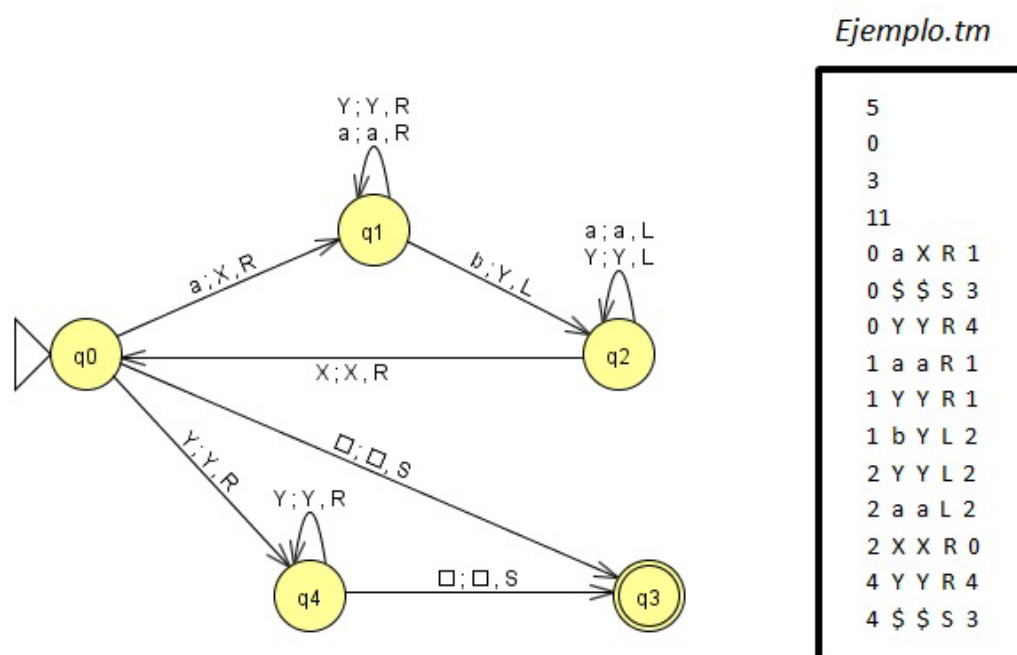 Ejemplo.tm
Y ; Y , R
a ; a , R
q1
a ; a , L
Y ; Y , L
a ; X , R
b ; Y , L
q0
q2
X ; X , R
Y ; Y , R
□ ; □ , S
Y ; Y , R
q4
□ ; □ , S
q3
5
0
3
11
0 a X R 1
0 $ $ S 3
0 Y Y R 4
1 a a R 1
1 Y Y R 1
1 b Y L 2
2 Y Y L 2
2 a a L 2
2 X X R 0
4 Y Y R 4
4 $ $ S 3